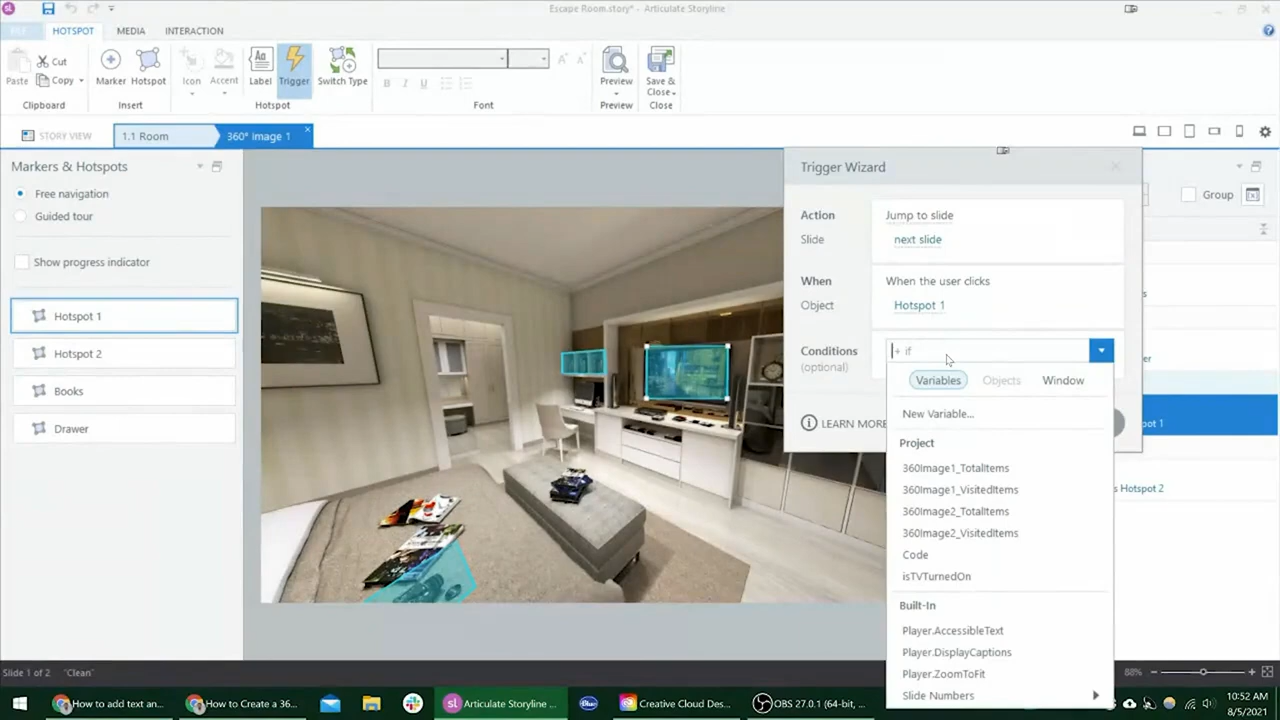 Escape Room.story* - Articulate Storyline
HOTSPOT
MEDIA
INTERACTION
Paste
Cut
Copy
Clipboard
Marker
Hotspot
Insert
Icon
Accent
Label
Trigger
Switch Type
Hotspot
B I U
Font
Preview
Preview
Save &
Close
Close
STORY VIEW
1.1 Room
360° Image 1
Markers & Hotspots
Free navigation
Guided tour
Show progress indicator
Hotspot 1
Hotspot 2
Books
Drawer
Trigger Wizard
Action
Jump to slide
Slide
next slide
When
When the user clicks
Object
Hotspot 1
Conditions
(optional)
+ if
LEARN MORE
Variables
Objects
Window
New Variable...
Project
360Image1_TotalItems
360Image1_VisitedItems
360Image2_TotalItems
360Image2_VisitedItems
Code
isTVTurnedOn
Built-In
Player.AccessibleText
Player.DisplayCaptions
Player.ZoomToFit
Slide Numbers
Group
Hotspot 2
Slide 1 of 2
"Clean"
88%
How to add text an...
How to Create a 36...
Articulate Storyline ...
Creative Cloud Des...
OBS 27.0.1 (64-bit, ...
10:52 AM
8/5/2021